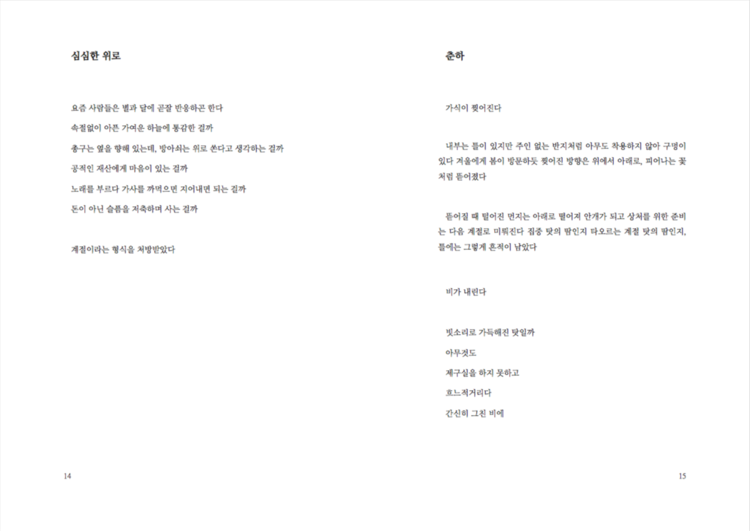 심심한 위로
요즘 사람들은 별과 달에 곧잘 반응하곤 한다
속절없이 아픈 가여운 하늘에 통감한 걸까
총구는 옆을 향해 있는데, 방아쇠는 위로 쏜다고 생각하는 걸까
공적인 재산에게 마음이 있는 걸까
노래를 부르다 가사를 까먹으면 지어내면 되는 걸까
돈이 아닌 슬픔을 저축하며 사는 걸까
계절이라는 형식을 처방받았다
14
춘하
가식이 찢어진다
내부는 틀이 있지만 주인 없는 반지처럼 아무도 착용하지 않아 구멍이
있다 겨울에게 봄이 방문하듯 찢어진 방향은 위에서 아래로, 피어나는 꽃
처럼 뜯어졌다
뜯어질 때 털어진 먼지는 아래로 떨어져 안개가 되고 상처를 위한 준비
는 다음 계절로 미뤄진다 집중 탓의 땀인지 타오르는 계절 탓의 땀인지,
틀에는 그렇게 흔적이 남았다
비가 내린다
빗소리로 가득해진 탓일까
아무것도
제구실을 하지 못하고
흐느적거리다
간신히 그친 비에
15